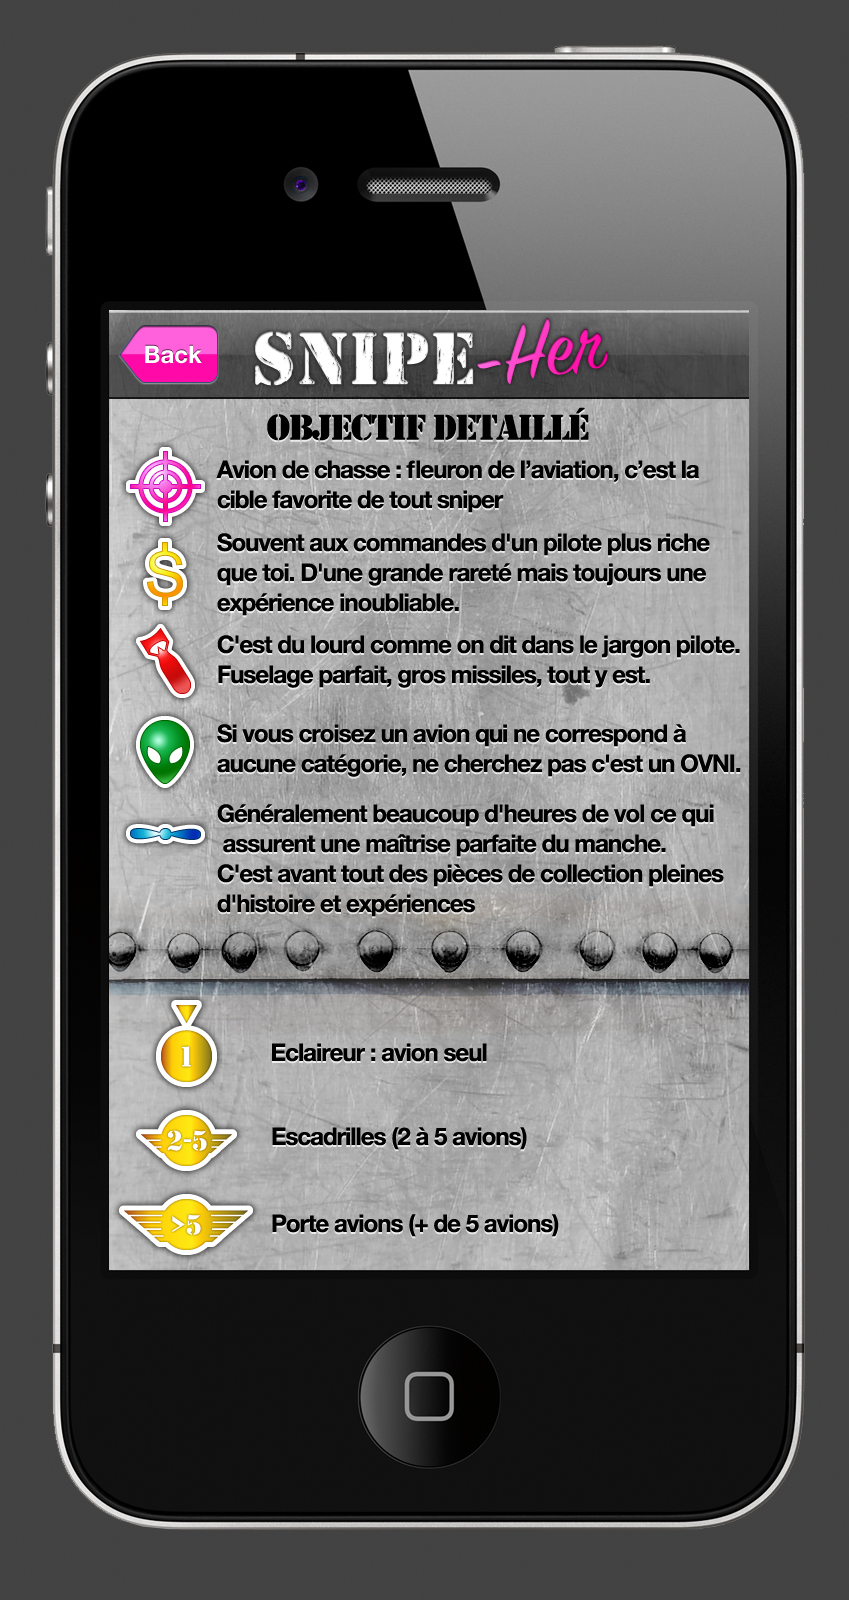 Back
SNIPE-Her
OBJECTIF DETAILLÉ
Avion de chasse : fleuron de l’aviation, c’est la
cible favorite de tout sniper
Souvent aux commandes d'un pilote plus riche
que toi. D'une grande rareté mais toujours une
expérience inoubliable.
C'est du lourd comme on dit dans le jargon pilote.
Fuselage parfait, gros missiles, tout y est.
Si vous croisez un avion qui ne correspond à
aucune catégorie, ne cherchez pas c'est un OVNI.
Généralement beaucoup d'heures de vol ce qui
assurent une maîtrise parfaite du manche.
C'est avant tout des pièces de collection pleines
d'histoire et expériences
1
Eclaireur : avion seul
2-5
Escadrilles (2 à 5 avions)
>5
Porte avions (+ de 5 avions)